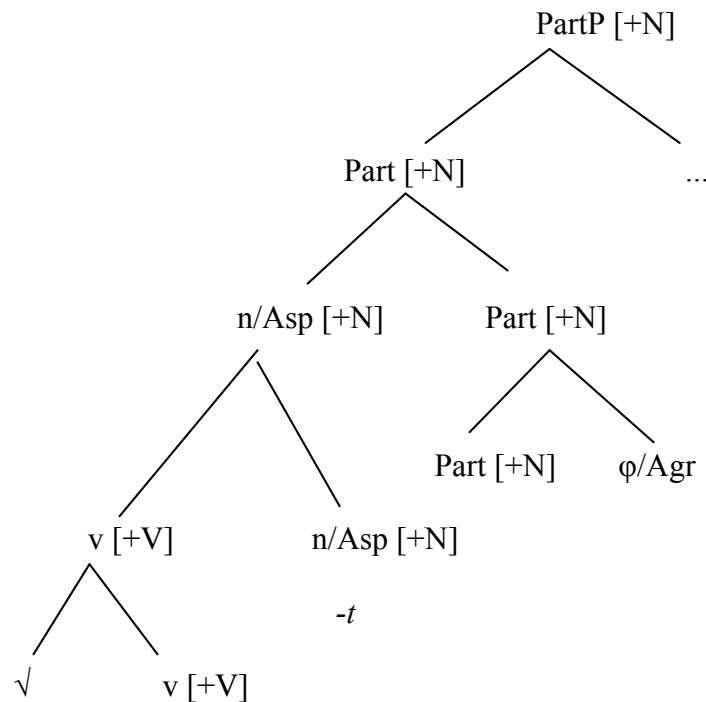 PartP [+N]
Part [+N] ...
n/Asp [+N] Part [+N]
Part [+N] φ/Agr
v [+V] n/Asp [+N]
-t
√ v [+V]